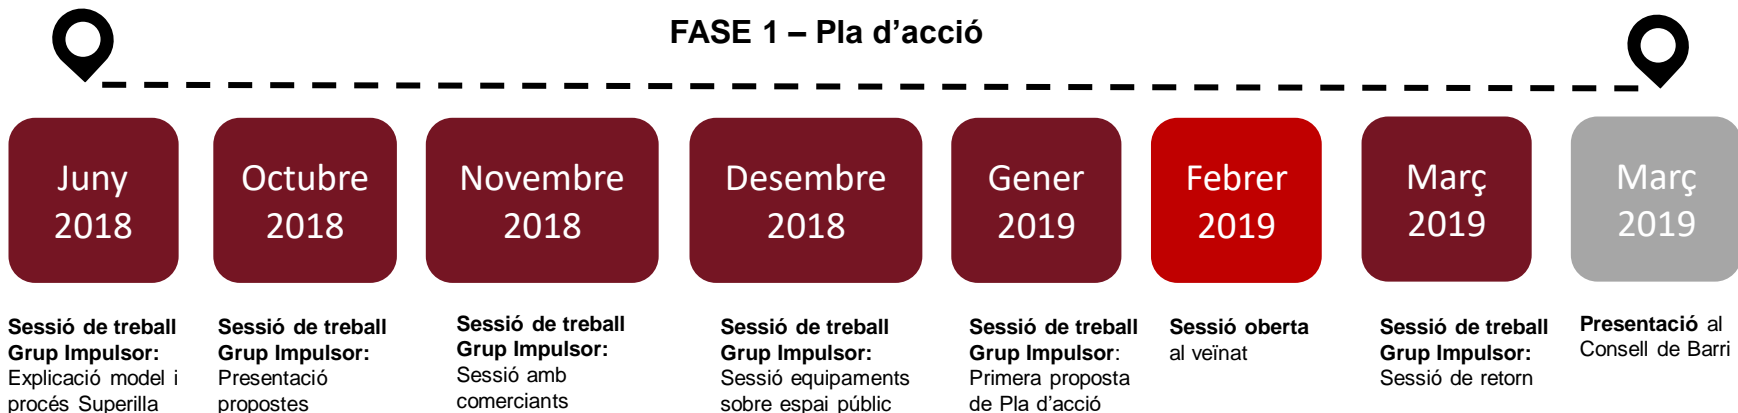 FASE 1 – Pla d'acció
Juny
2018
Octubre
2018
Novembre
2018
Desembre
2018
Gener
2019
Febrer
2019
Març
2019
Març
2019
Sessió de treball
Grup Impulsor:
Explicació model i
procés Superilla
Sessió de treball
Grup Impulsor:
Presentació
propostes
Sessió de treball
Grup Impulsor:
Sessió amb
comerciants
Sessió de treball
Grup Impulsor:
Sessió equipaments
sobre espai públic
Sessió de treball
Grup Impulsor:
Primera proposta
de Pla d'acció
Sessió oberta
al veïnat
Sessió de treball
Grup Impulsor:
Sessió de retorn
Presentació al
Consell de Barri